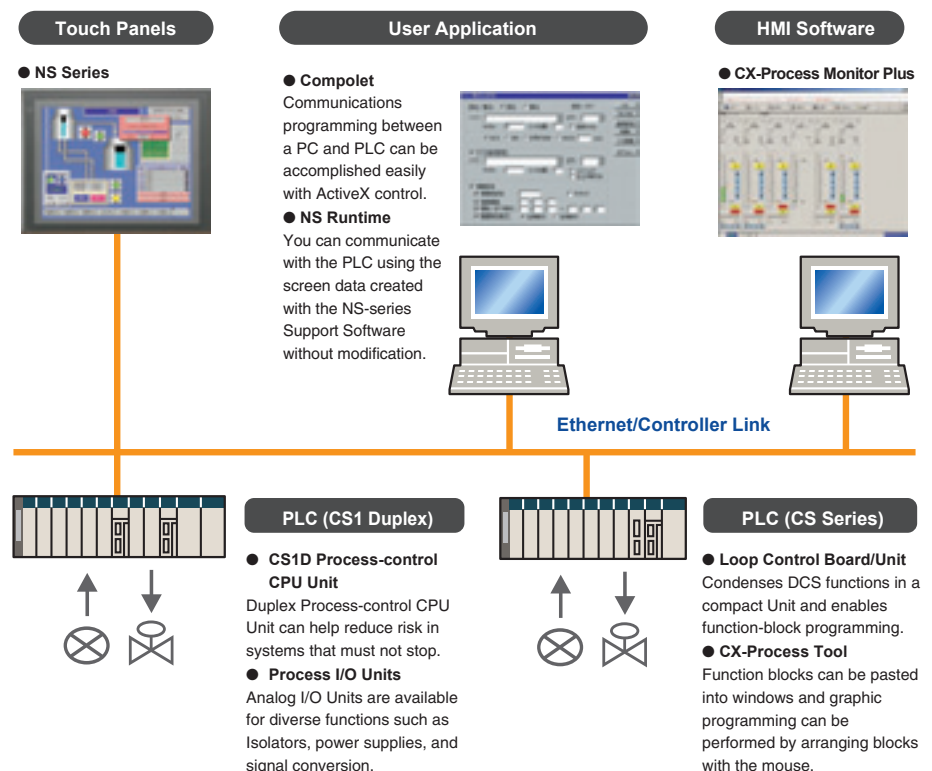 Touch Panels
User Application
HMI Software
● NS Series
● Compolet
Communications
programming between
a PC and PLC can be
accomplished easily
with ActiveX control.
● NS Runtime
You can communicate
with the PLC using the
screen data created
with the NS-series
Support Software
without modification.
● CX-Process Monitor Plus
Ethernet/Controller Link
PLC (CS1 Duplex)
● CS1D Process-control
CPU Unit
Duplex Process-control CPU
Unit can help reduce risk in
systems that must not stop.
● Process I/O Units
Analog I/O Units are available
for diverse functions such as
Isolators, power supplies, and
signal conversion.
PLC (CS Series)
● Loop Control Board/Unit
Condenses DCS functions in a
compact Unit and enables
function-block programming.
● CX-Process Tool
Function blocks can be pasted
into windows and graphic
programming can be
performed by arranging blocks
with the mouse.